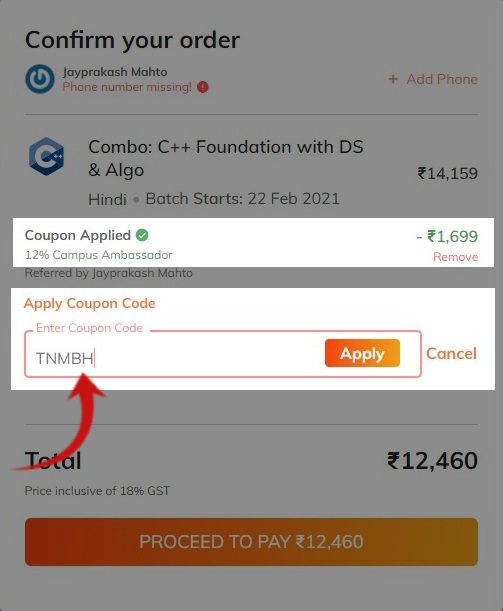 Confirm your order
Jayprakash Mahto
Phone number missing!
+ Add Phone
Combo: C++ Foundation with DS
& Algo
₹14,159
Hindi • Batch Starts: 22 Feb 2021
Coupon Applied
- ₹1,699
12% Campus Ambassador
Remove
Referred by Jayprakash Mahto
Apply Coupon Code
Enter Coupon Code
TNMBH
Apply
Cancel
Total
₹12,460
Price inclusive of 18% GST
PROCEED TO PAY ₹12,460